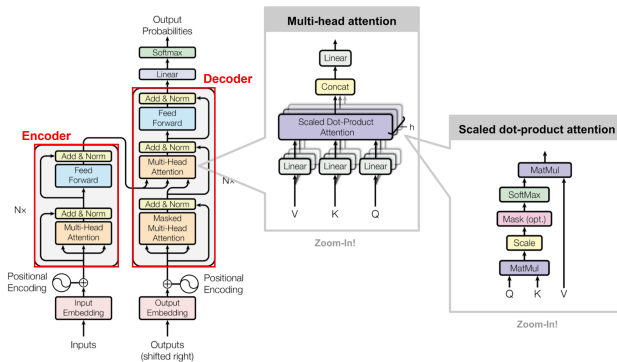 Output
Probabilities
Softmax
Linear
Decoder
Add & Norm
Feed
Forward
Add & Norm
Multi-Head
Attention
Nx
Add & Norm
Masked
Multi-Head
Attention
Positional
Encoding
Output
Embedding
Outputs
(shifted right)
Encoder
Add & Norm
Feed
Forward
Nx
Add & Norm
Multi-Head
Attention
Positional
Encoding
Input
Embedding
Inputs
Multi-head attention
Linear
Concat
Scaled Dot-Product
Attention
h
Linear
Linear
Linear
V
K
Q
Zoom-In!
Scaled dot-product attention
MatMul
SoftMax
Mask (opt.)
Scale
MatMul
Q
K
V
Zoom-In!